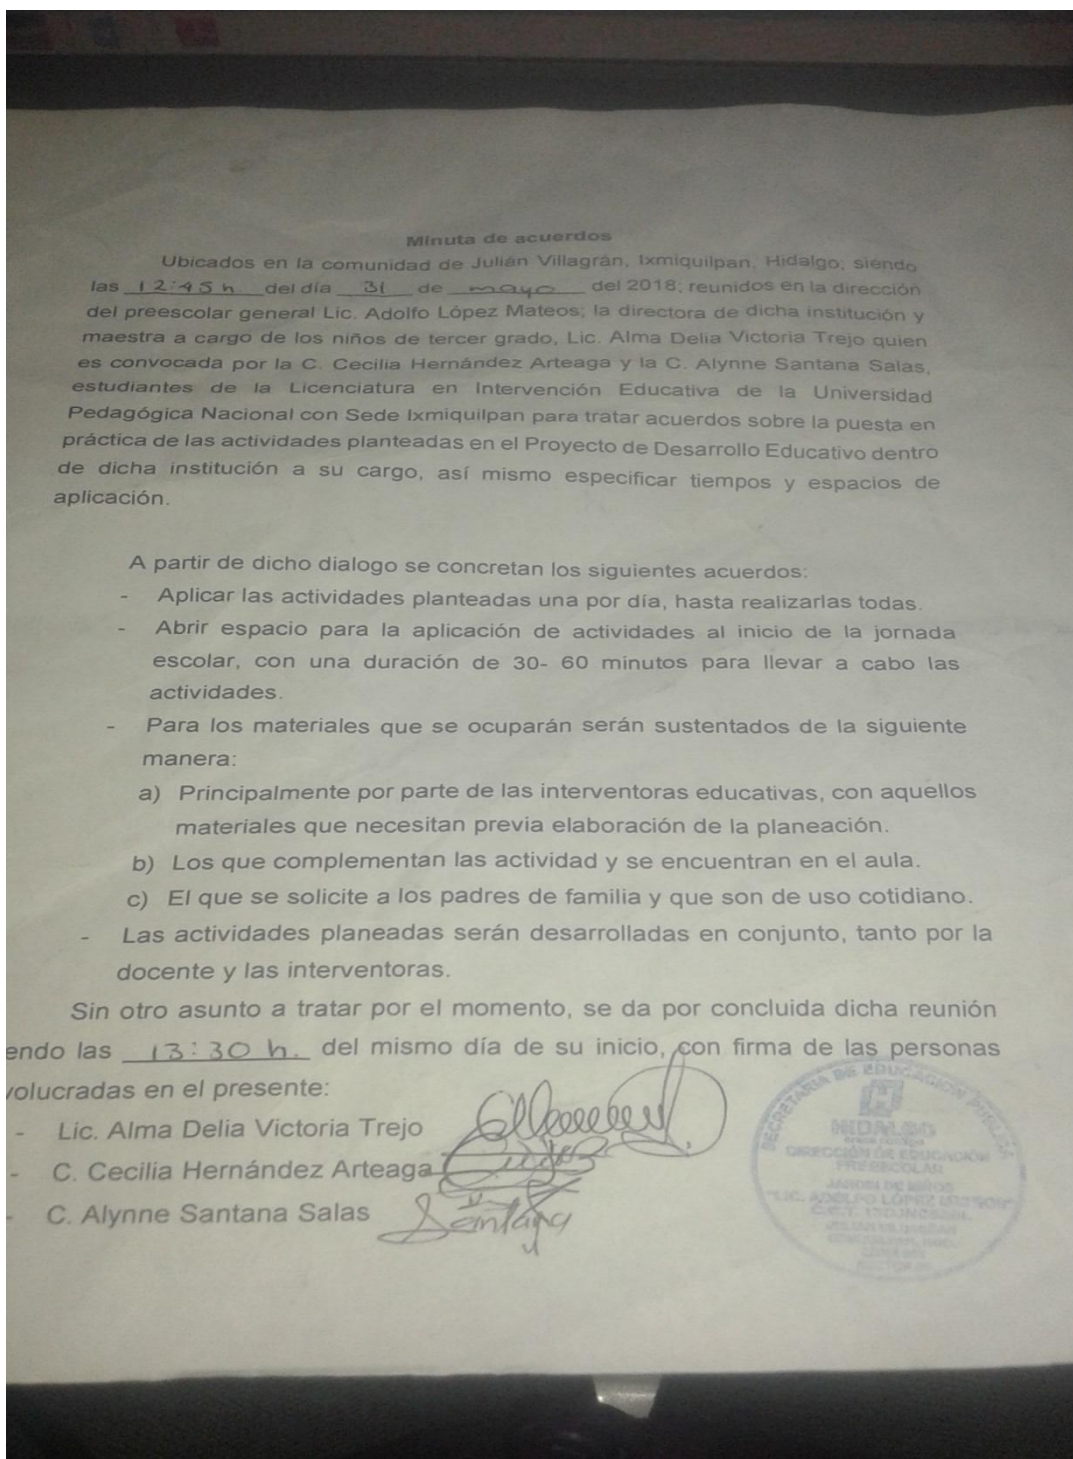 Minuta de acuerdos
Ubicados en la comunidad de Julián Villagrán, Ixmiquilpan, Hidalgo; siendo
las 12:45 h del día 31 de mayo del 2018; reunidos en la dirección
del preescolar general Lic. Adolfo López Mateos; la directora de dicha institución y
maestra a cargo de los niños de tercer grado, Lic. Alma Delia Victoria Trejo quien
es convocada por la C. Cecilia Hernández Arteaga y la C. Alynne Santana Salas,
estudiantes de la Licenciatura en Intervención Educativa de la Universidad
Pedagógica Nacional con Sede Ixmiquilpan para tratar acuerdos sobre la puesta en
práctica de las actividades planteadas en el Proyecto de Desarrollo Educativo dentro
de dicha institución a su cargo, así mismo especificar tiempos y espacios de
aplicación.
A partir de dicho dialogo se concretan los siguientes acuerdos:
- Aplicar las actividades planteadas una por día, hasta realizarlas todas.
- Abrir espacio para la aplicación de actividades al inicio de la jornada
escolar, con una duración de 30- 60 minutos para llevar a cabo las
actividades.
- Para los materiales que se ocuparán serán sustentados de la siguiente
manera:
a) Principalmente por parte de las interventoras educativas, con aquellos
materiales que necesitan previa elaboración de la planeación.
b) Los que complementan las actividad y se encuentran en el aula.
c) El que se solicite a los padres de familia y que son de uso cotidiano.
- Las actividades planeadas serán desarrolladas en conjunto, tanto por la
docente y las interventoras.
Sin otro asunto a tratar por el momento, se da por concluida dicha reunión
endo las 13:30 h. del mismo día de su inicio, con firma de las personas
volucradas en el presente:
- Lic. Alma Delia Victoria Trejo
- C. Cecilia Hernández Arteaga
- C. Alynne Santana Salas
Santana
SECRETARIA DE EDUCACION PUBLICA
HIDALGO
DIRECCIÓN DE EDUCACIÓN
PREESCOLAR
JARDIN DE NIÑOS
"LIC. ADOLFO LÓPEZ